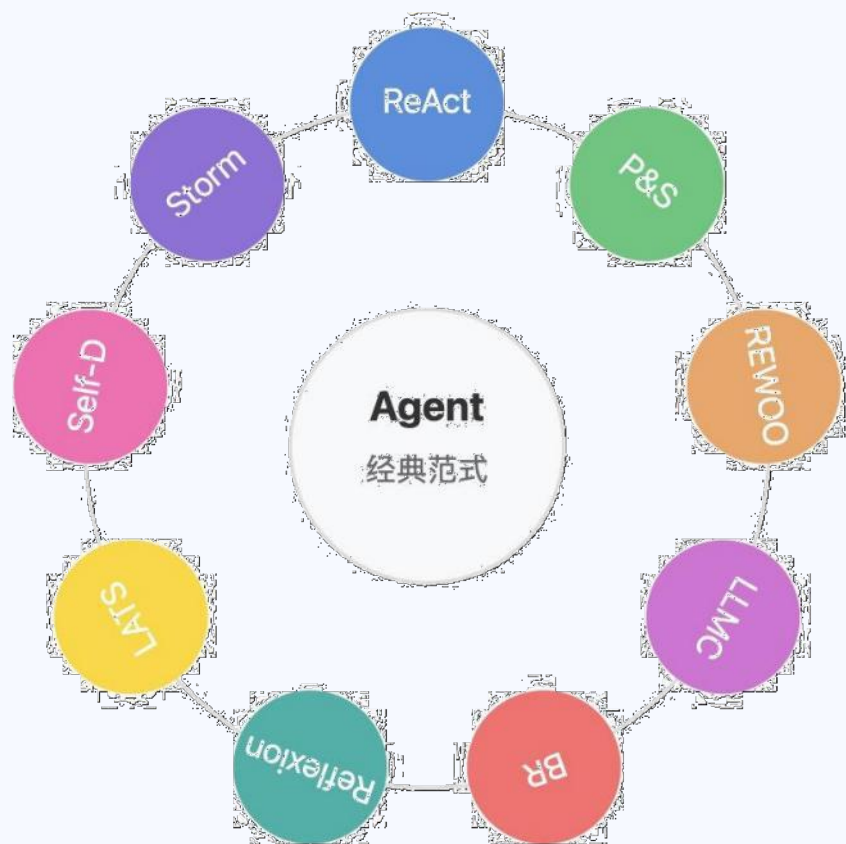 ReAct
P&S
REWOO
LLMC
BR
Reflexion
LATS
Self-D
Storm
Agent
经典范式